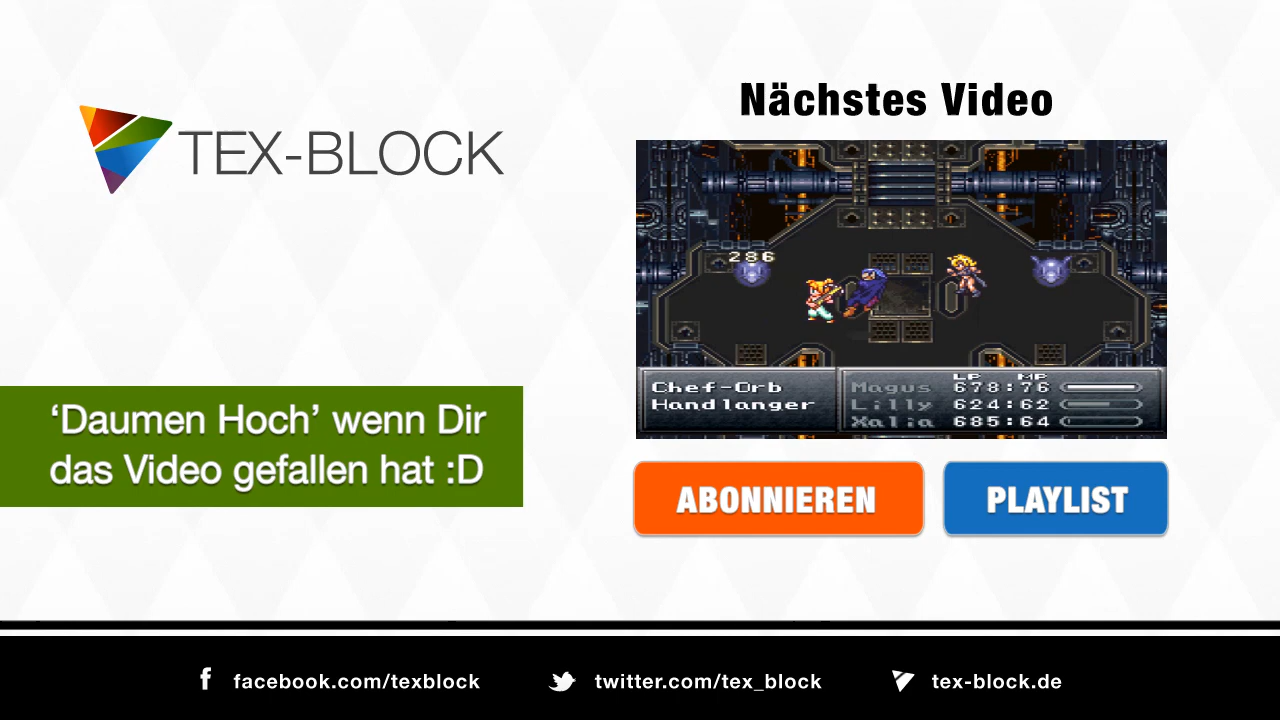 TEX-BLOCK
Nächstes Video
286
Chef-Orb
Handlanger
LP MP
Magus 678:76
Lilly 624:62
Xalia 685:64
‘Daumen Hoch’ wenn Dir
das Video gefallen hat :D
ABONNIEREN
PLAYLIST
facebook.com/texblock
twitter.com/tex_block
tex-block.de